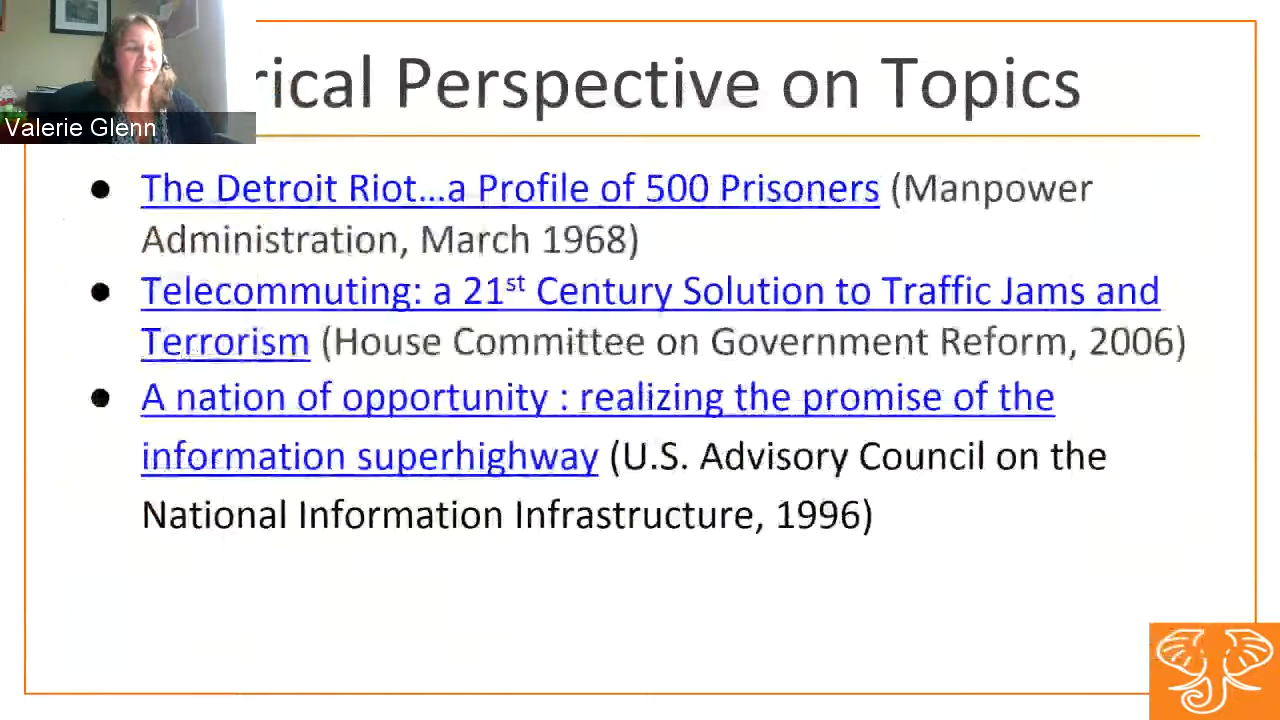 Valerie Glenn
rical Perspective on Topics
● The Detroit Riot…a Profile of 500 Prisoners (Manpower
Administration, March 1968)
● Telecommuting: a 21st Century Solution to Traffic Jams and
Terrorism (House Committee on Government Reform, 2006)
● A nation of opportunity : realizing the promise of the
information superhighway (U.S. Advisory Council on the
National Information Infrastructure, 1996)